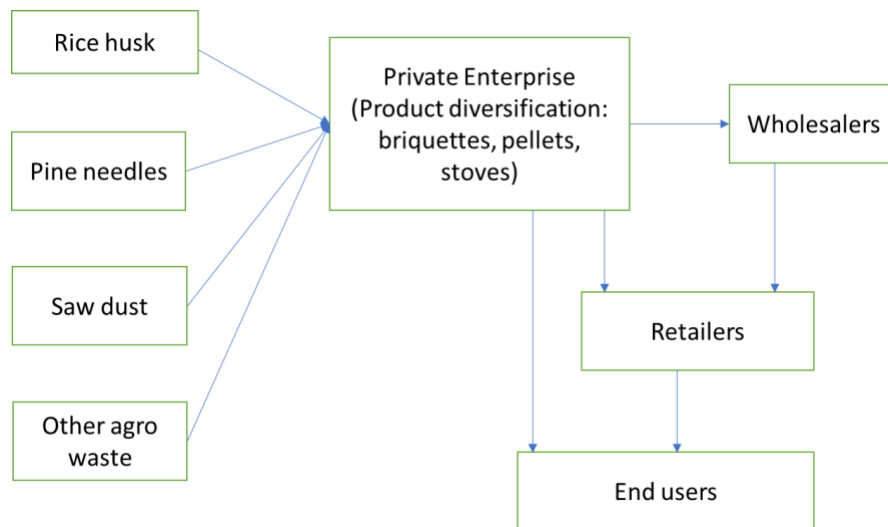 Rice husk
Pine needles
Saw dust
Other agro
waste
Private Enterprise
(Product diversification:
briquettes, pellets,
stoves)
Wholesalers
Retailers
End users